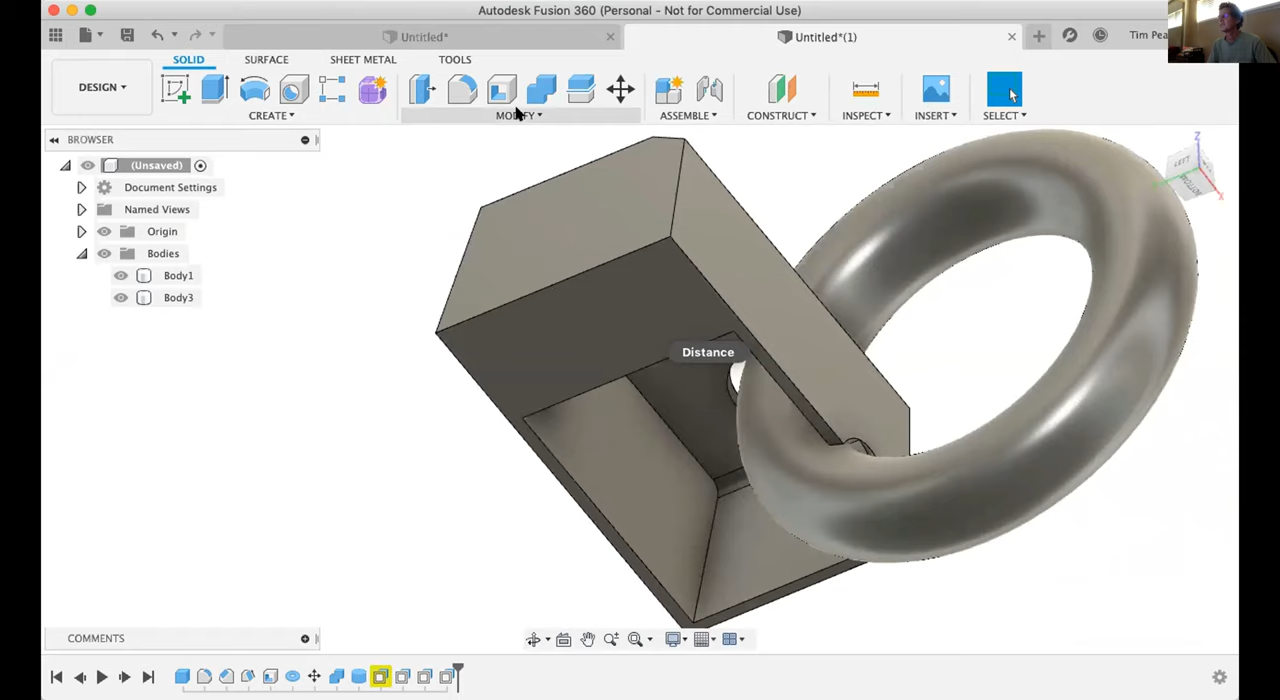 Autodesk Fusion 360 (Personal - Not for Commercial Use)
Untitled*
Untitled*(1)
Tim Pea
DESIGN
SOLID
SURFACE
SHEET METAL
TOOLS
CREATE
MODIFY
ASSEMBLE
CONSTRUCT
INSPECT
INSERT
SELECT
BROWSER
(Unsaved)
Document Settings
Named Views
Origin
Bodies
Body1
Body3
Distance
Z
LEFT
BOTTOM
X
COMMENTS